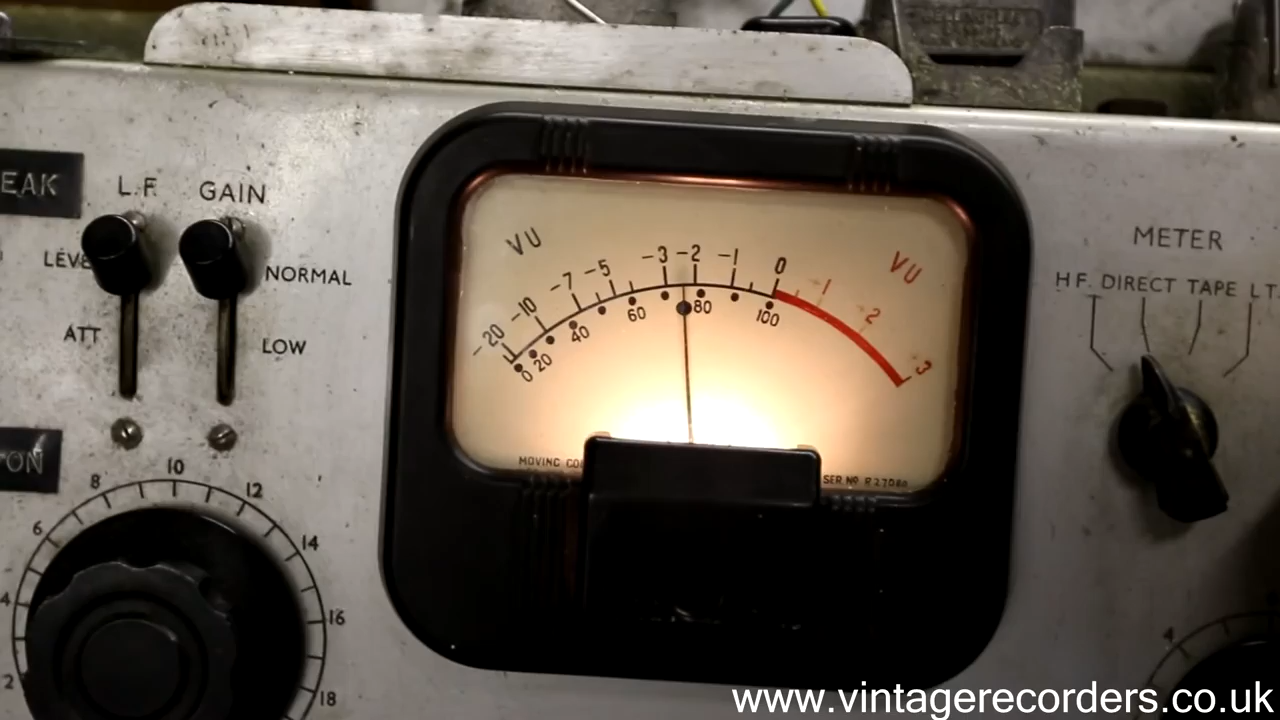 EAK
L.F. GAIN
LEVE
NORMAL
ATT
LOW
TON
2 4 6 8 10 12 14 16 18
VU
VU
-20 -10 -7 -5 -3 -2 -1 0 1 2 3
0 20 40 60 80 100
MOVING CO
SER. NO R
METER
H.F. DIRECT TAPE L.T.
4
www.vintagerecorders.co.uk